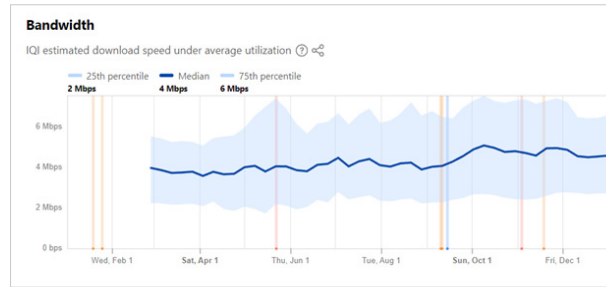 Bandwidth
IQI estimated download speed under average utilization ?
25th percentile Median 75th percentile
2 Mbps 4 Mbps 6 Mbps
6 Mbps
4 Mbps
2 Mbps
0 bps
Wed, Feb 1 Sat, Apr 1 Thu, Jun 1 Tue, Aug 1 Sun, Oct 1 Fri, Dec 1